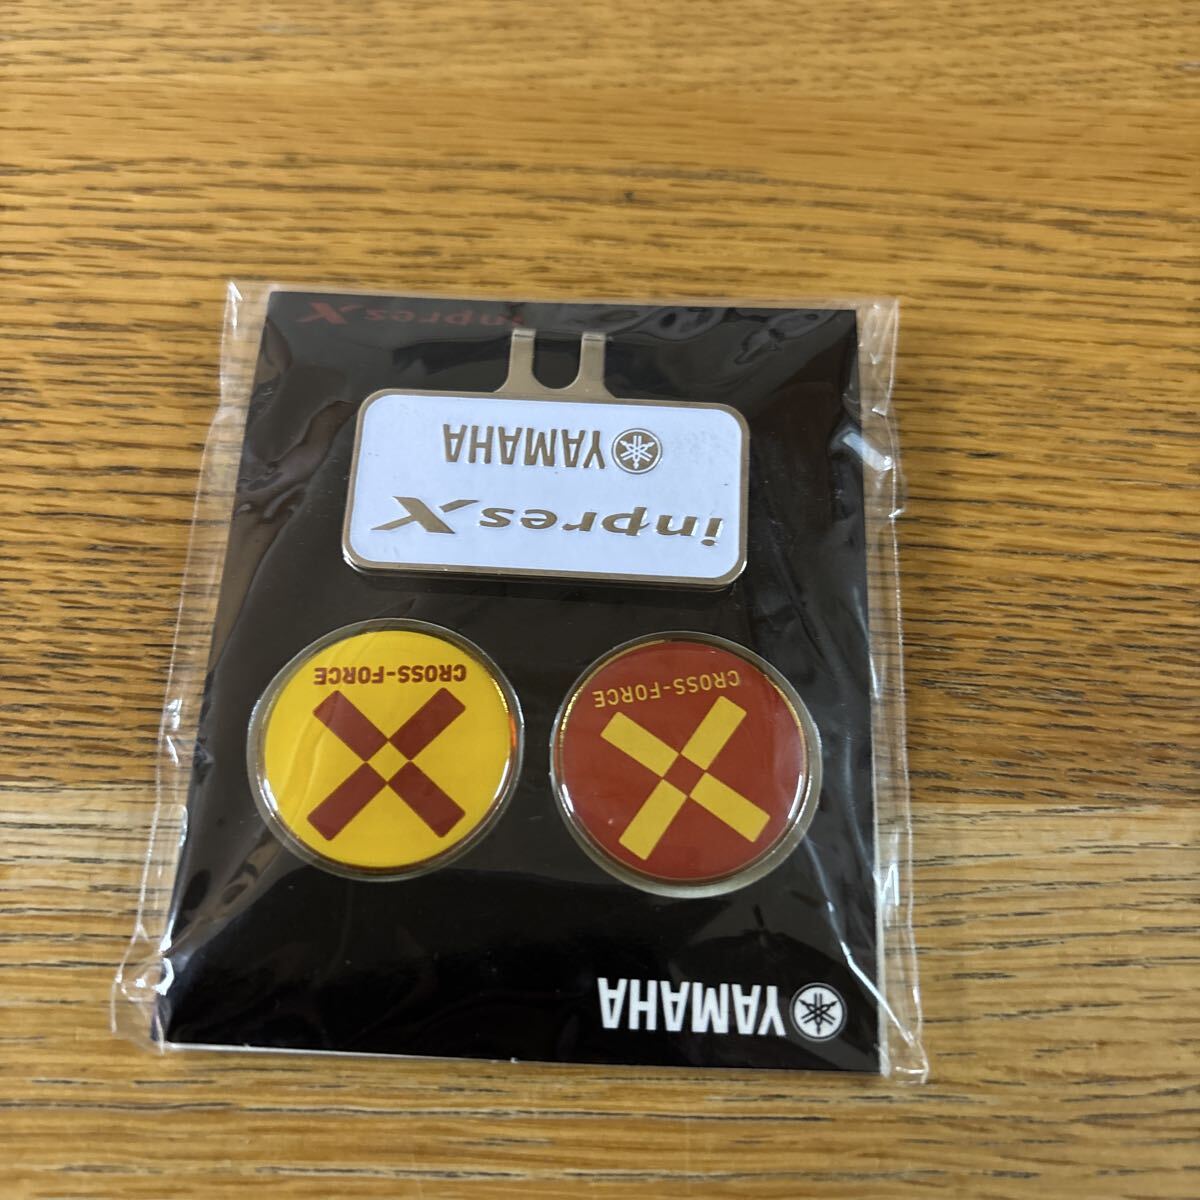 YAMAHA
CROSS-FORCE
CROSS-FORCE
inpresX
YAMAHA
inpresX